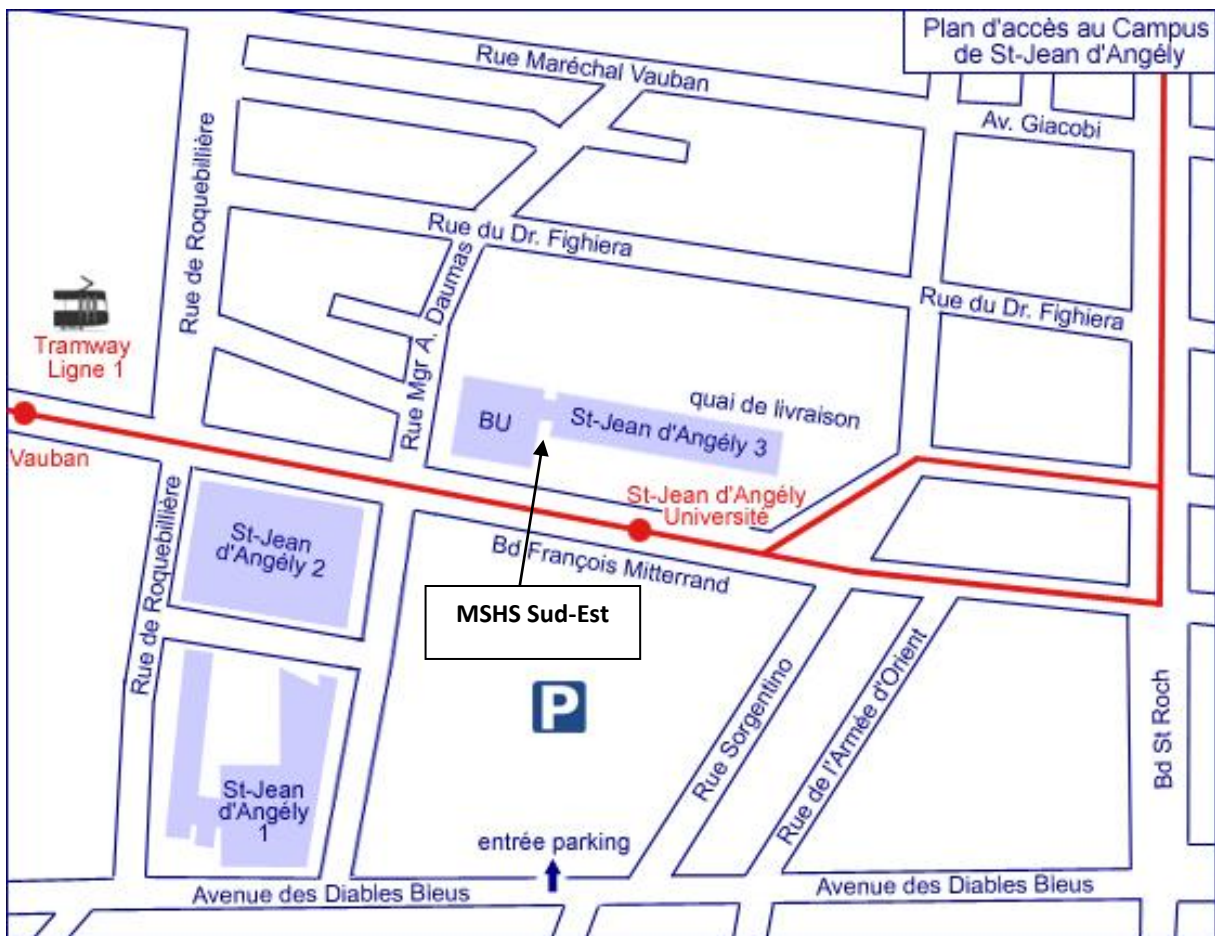 Plan d'accès au Campus
de St-Jean d'Angély
Rue Maréchal Vauban
Av. Giacobi
Rue de Roquebillière
Rue du Dr. Fighiera
Rue du Dr. Fighiera
Rue Mgr A. Daumas
Tramway
Ligne 1
quai de livraison
BU
St-Jean d'Angély 3
Vauban
St-Jean d'Angély
Université
Bd François Mitterrand
St-Jean
d'Angély 2
Rue de Roquebillière
MSHS Sud-Est
P
Rue Sorgentino
Rue de l'Armée d'Orient
Bd St Roch
St-Jean
d'Angély
1
entrée parking
Avenue des Diables Bleus
Avenue des Diables Bleus